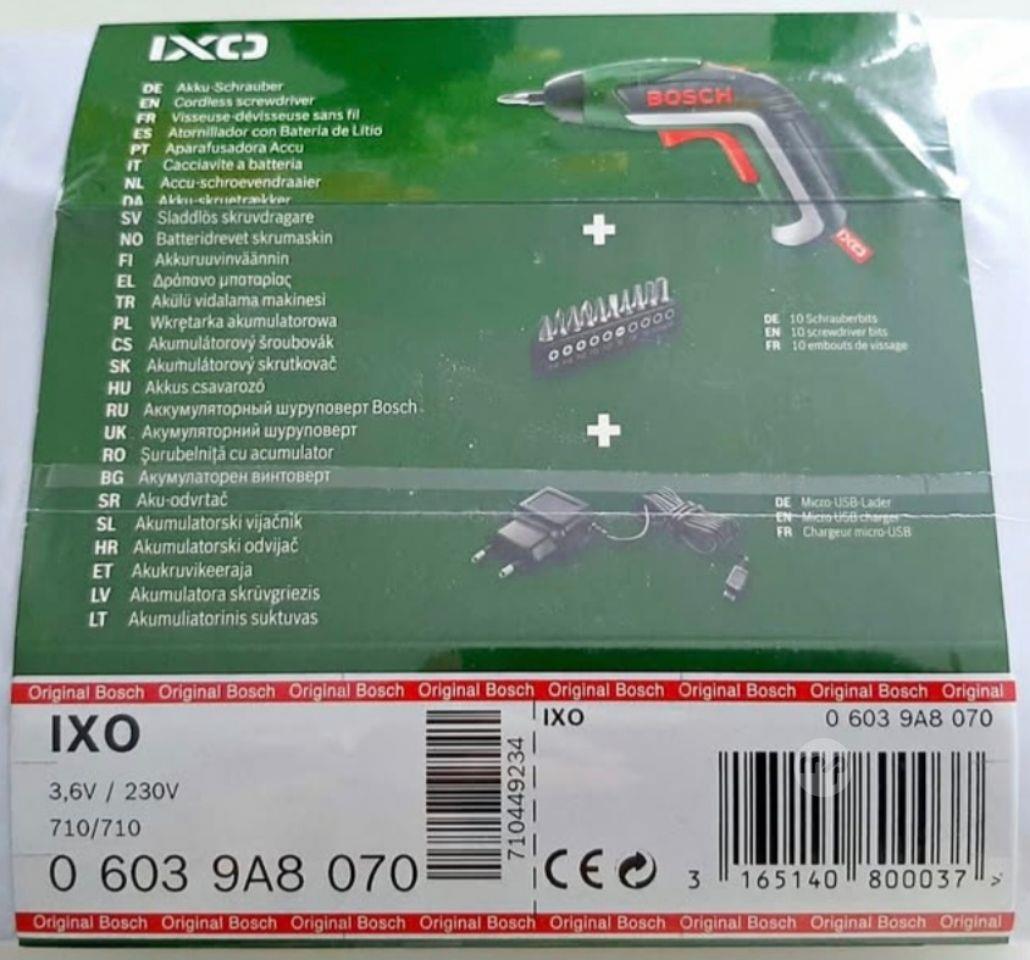 IXO
DE Akku-Schrauber
EN Cordless screwdriver
FR Visseuse-dévisseuse sans fil
ES Atornillador con Batería de Litio
PT Aparafusadora Accu
IT Cacciavite a batteria
NL Accu-schroevendraaier
DA Akku-skruetrækker
SV Sladdlös skruvdragare
NO Batteridrevet skrumaskin
FI Akkuruuvinväännin
EL Δράπανο μπαταρίας
TR Akülü vidalama makinesi
PL Wkrętarka akumulatorowa
CS Akumulátorový šroubovák
SK Akumulátorový skrutkovač
HU Akkus csavarozó
RU Аккумуляторный шуруповерт Bosch
UK Акумуляторний шуруповерт
RO Şurubelniţă cu acumulator
BG Акумулаторен винтоверт
SR Aku-odvrtač
SL Akumulatorski vijačnik
HR Akumulatorski odvijač
ET Akukruvikeeraja
LV Akumulatora skrūvgriezis
LT Akumuliatorinis suktuvas
BOSCH
IXO
+
DE 10 Schrauberbits
EN 10 screwdriver bits
FR 10 embouts de vissage
+
DE Micro-USB-Lader
EN Micro USB charger
FR Chargeur micro-USB
Original Bosch Original Bosch Original Bosch Original Bosch Original Bosch Original Bosch Original Bosch Original
IXO
3,6V / 230V
710/710
0 603 9A8 070
710449234
IXO 0 603 9A8 070
CE
3 165140 800037 >
Original Bosch Original Bosch Original Bosch Original Bosch Original Bosch Original Bosch Original Bosch Original